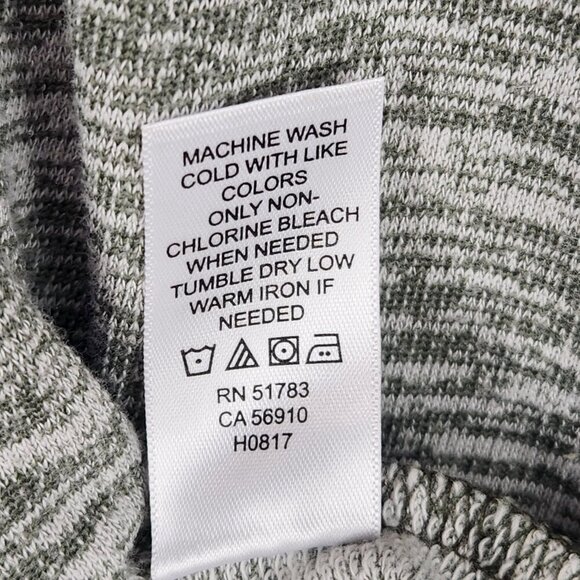 MACHINE WASH
COLD WITH LIKE
COLORS
ONLY NON-
CHLORINE BLEACH
WHEN NEEDED
TUMBLE DRY LOW
WARM IRON IF
NEEDED
RN 51783
CA 56910
H0817